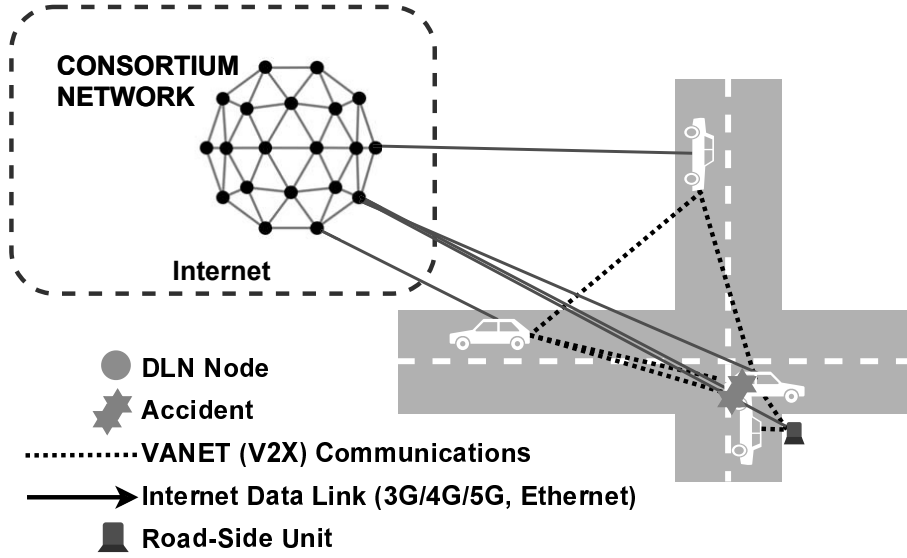 CONSORTIUM
NETWORK
Internet
DLN Node
Accident
VANET (V2X) Communications
Internet Data Link (3G/4G/5G, Ethernet)
Road-Side Unit